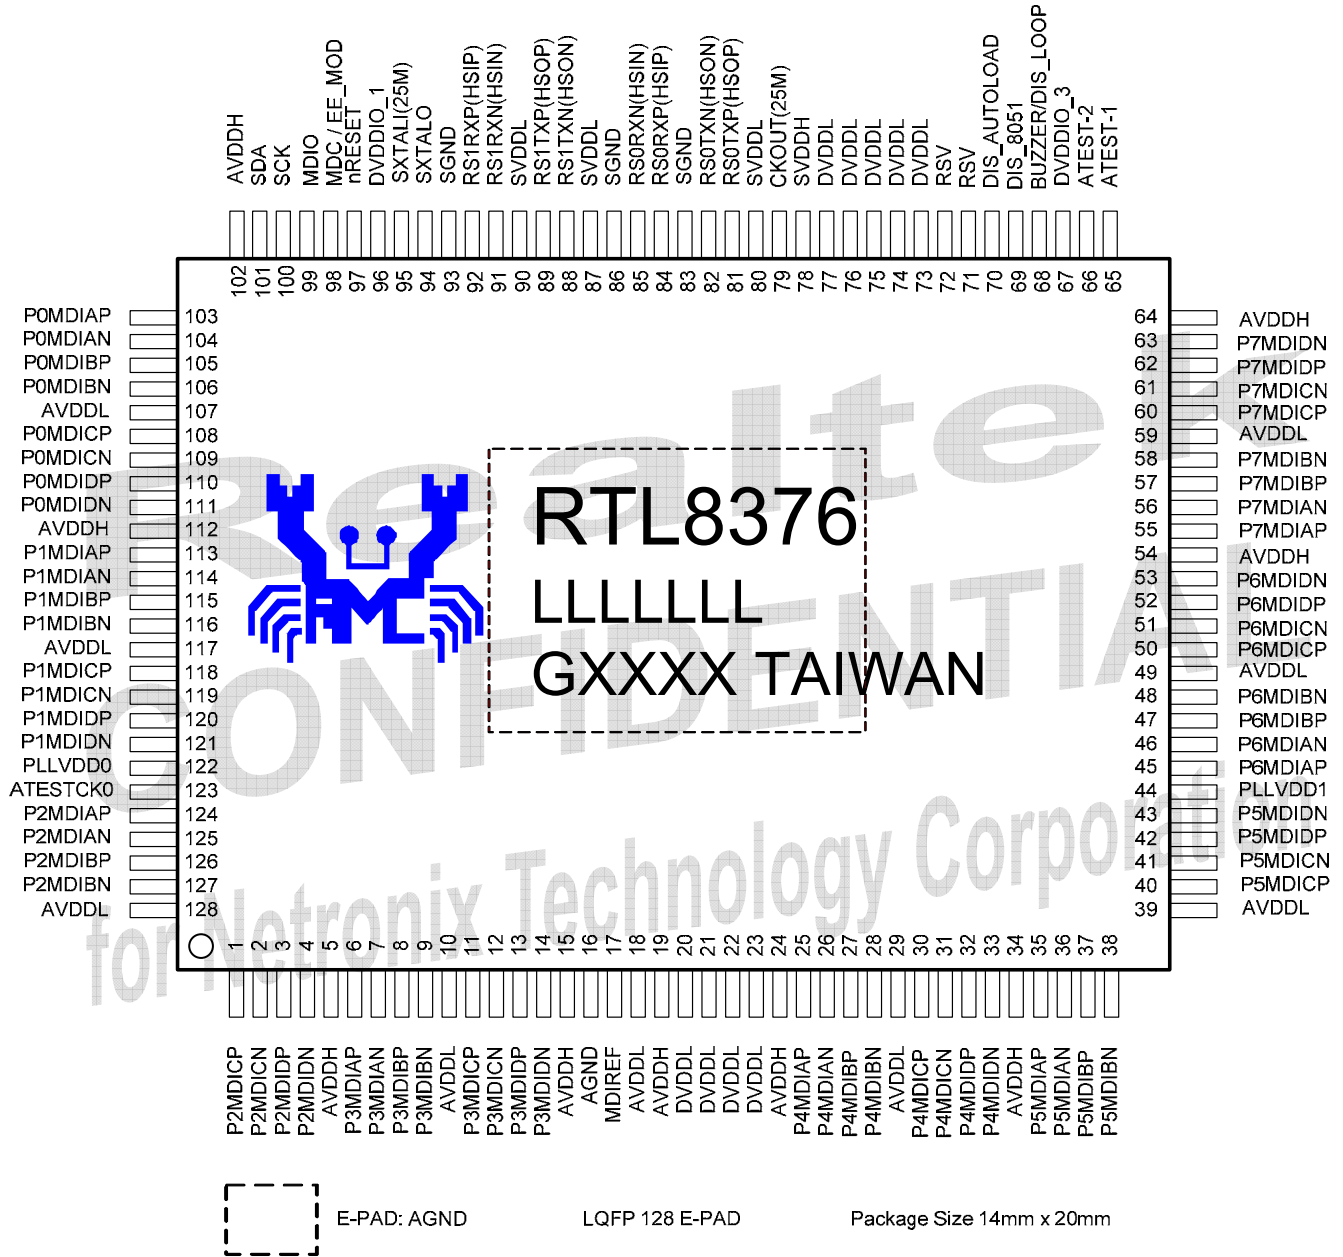 AVDDH
SDA
SCK
MDIO
MDC / EE_MOD
nRESET
DVDDIO_1
SXTALI(25M)
SXTALO
SGND
RS1RXP(HSIP)
RS1RXN(HSIN)
SVDDL
RS1TXP(HSOP)
RS1TXN(HSON)
SVDDL
SGND
RS0RXN(HSIN)
RS0RXP(HSIP)
SGND
RS0TXN(HSON)
RS0TXP(HSOP)
SVDDL
CKOUT(25M)
SVDDH
DVDDL
DVDDL
DVDDL
DVDDL
DVDDL
RSV
RSV
DIS_AUTOLOAD
DIS_8051
BUZZER/DIS_LOOP
DVDDIO_3
ATEST-2
ATEST-1
102 101 100 99 98 97 96 95 94 93 92 91 90 89 88 87 86 85 84 83 82 81 80 79 78 77 76 75 74 73 72 71 70 69 68 67 66 65
P0MDIAP 103
P0MDIAN 104
P0MDIBP 105
P0MDIBN 106
AVDDL 107
P0MDICP 108
P0MDICN 109
P0MDIDP 110
P0MDIDN 111
AVDDH 112
P1MDIAP 113
P1MDIAN 114
P1MDIBP 115
P1MDIBN 116
AVDDL 117
P1MDICP 118
P1MDICN 119
P1MDIDP 120
P1MDIDN 121
PLLVDD0 122
ATESTCK0 123
P2MDIAP 124
P2MDIAN 125
P2MDIBP 126
P2MDIBN 127
AVDDL 128
64 AVDDH
63 P7MDIDN
62 P7MDIDP
61 P7MDICN
60 P7MDICP
59 AVDDL
58 P7MDIBN
57 P7MDIBP
56 P7MDIAN
55 P7MDIAP
54 AVDDH
53 P6MDIDN
52 P6MDIDP
51 P6MDICN
50 P6MDICP
49 AVDDL
48 P6MDIBN
47 P6MDIBP
46 P6MDIAN
45 P6MDIAP
44 PLLVDD1
43 P5MDIDN
42 P5MDIDP
41 P5MDICN
40 P5MDICP
39 AVDDL
Realtek
CONFIDENTIAL
for Netronix Technology Corporation
RTL8376
LLLLLLL
GXXXX TAIWAN
1 2 3 4 5 6 7 8 9 10 11 12 13 14 15 16 17 18 19 20 21 22 23 24 25 26 27 28 29 30 31 32 33 34 35 36 37 38
P2MDICP
P2MDICN
P2MDIDP
P2MDIDN
AVDDH
P3MDIAP
P3MDIAN
P3MDIBP
P3MDIBN
AVDDL
P3MDICP
P3MDICN
P3MDIDP
P3MDIDN
AVDDH
AGND
MDIREF
AVDDL
AVDDH
DVDDL
DVDDL
DVDDL
DVDDL
AVDDH
P4MDIAP
P4MDIAN
P4MDIBP
P4MDIBN
AVDDL
P4MDICP
P4MDICN
P4MDIDP
P4MDIDN
AVDDH
P5MDIAP
P5MDIAN
P5MDIBP
P5MDIBN
E-PAD: AGND
LQFP 128 E-PAD
Package Size 14mm x 20mm